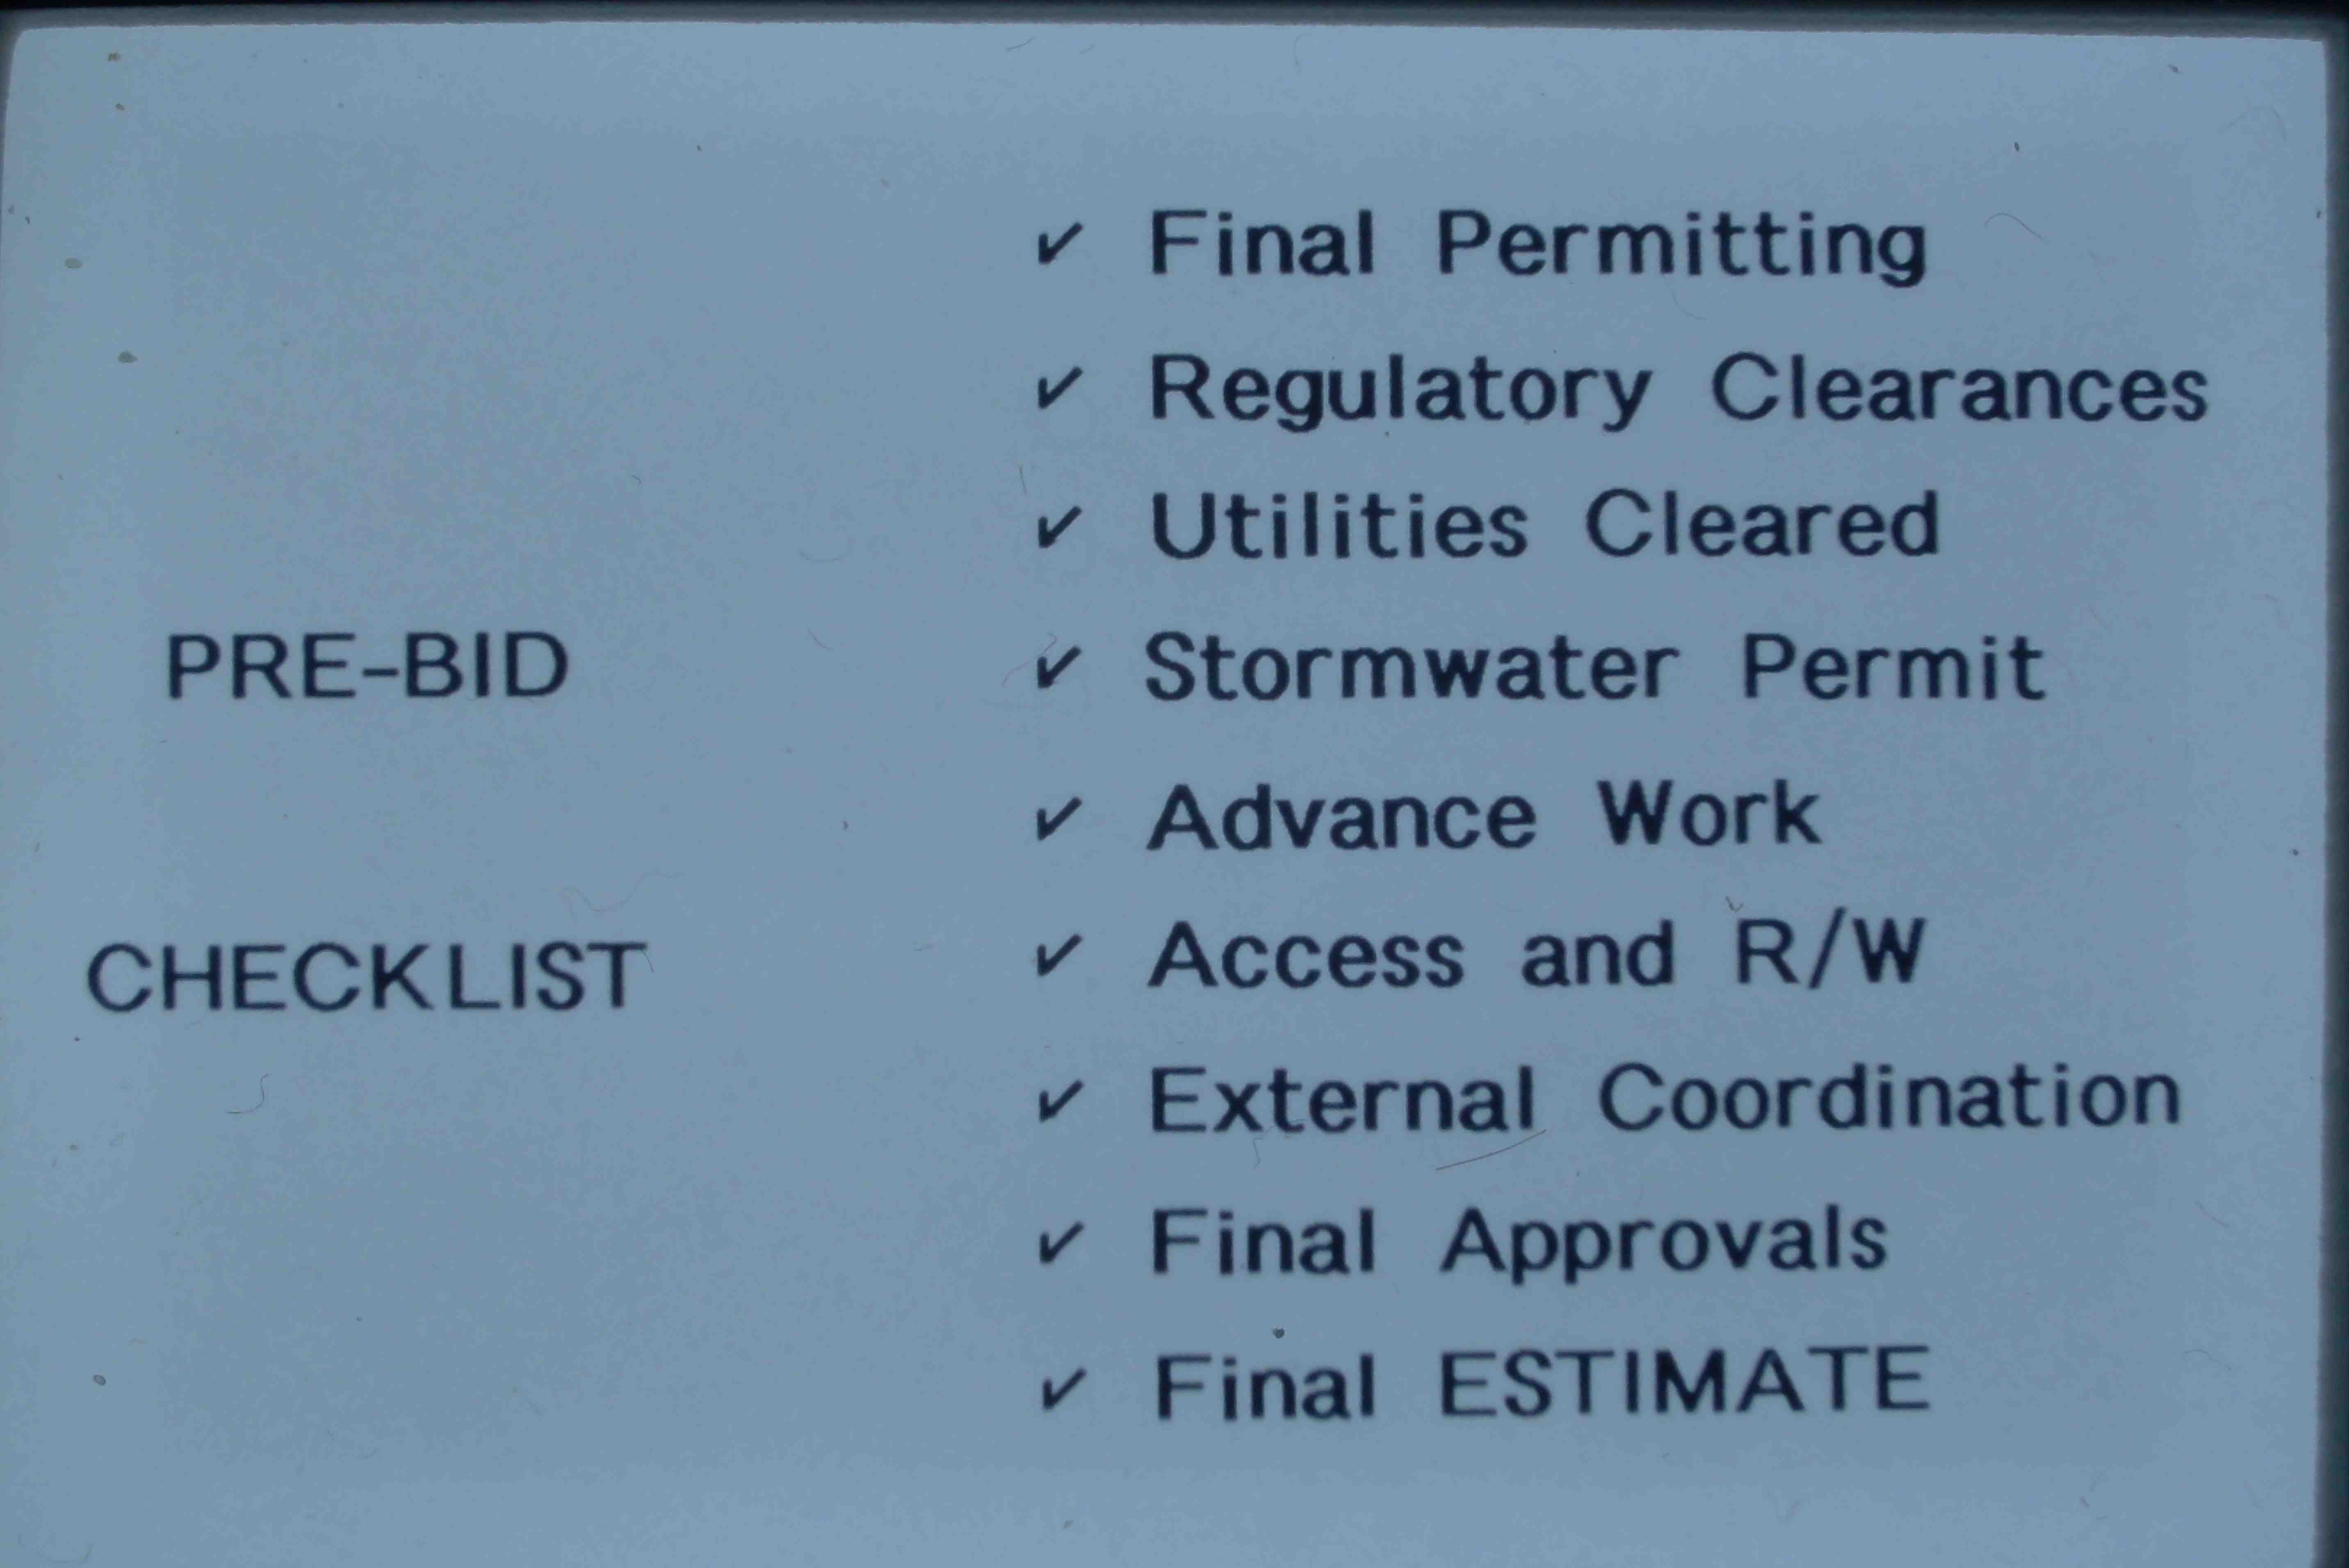 ✓ Final Permitting
✓ Regulatory Clearances
✓ Utilities Cleared
PRE-BID
✓ Stormwater Permit
✓ Advance Work
CHECKLIST
✓ Access and R/W
✓ External Coordination
✓ Final Approvals
✓ Final ESTIMATE